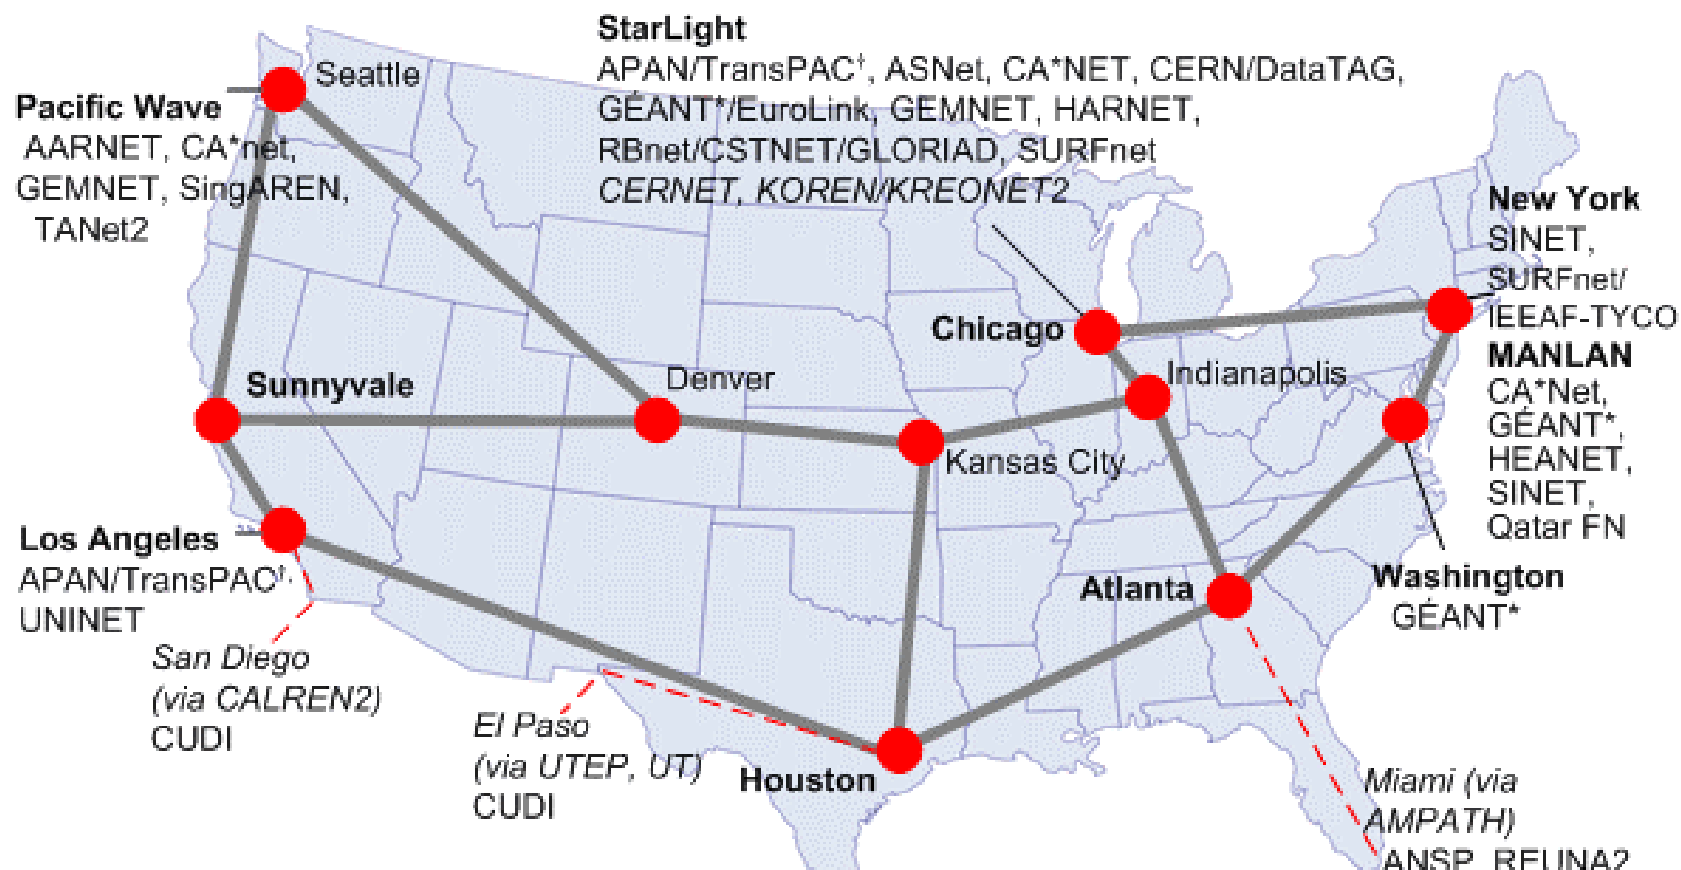 StarLight
APAN/TransPAC†, ASNet, CA*NET, CERN/DataTAG,
GÉANT*/EuroLink, GEMNET, HARNET,
RBnet/CSTNET/GLORIAD, SURFnet
CERNET, KOREN/KREONET2
Seattle
Pacific Wave
AARNET, CA*net,
GEMNET, SingAREN,
TANet2
New York
SINET,
SURFnet/
IEEAF-TYCO
MANLAN
CA*Net,
GÉANT*,
HEANET,
SINET,
Qatar FN
Chicago
Indianapolis
Sunnyvale
Denver
Kansas City
Los Angeles
APAN/TransPAC†,
UNINET
San Diego
(via CALREN2)
CUDI
El Paso
(via UTEP, UT)
CUDI
Houston
Atlanta
Washington
GÉANT*
Miami (via
AMPATH)
ANSP, REUNA2